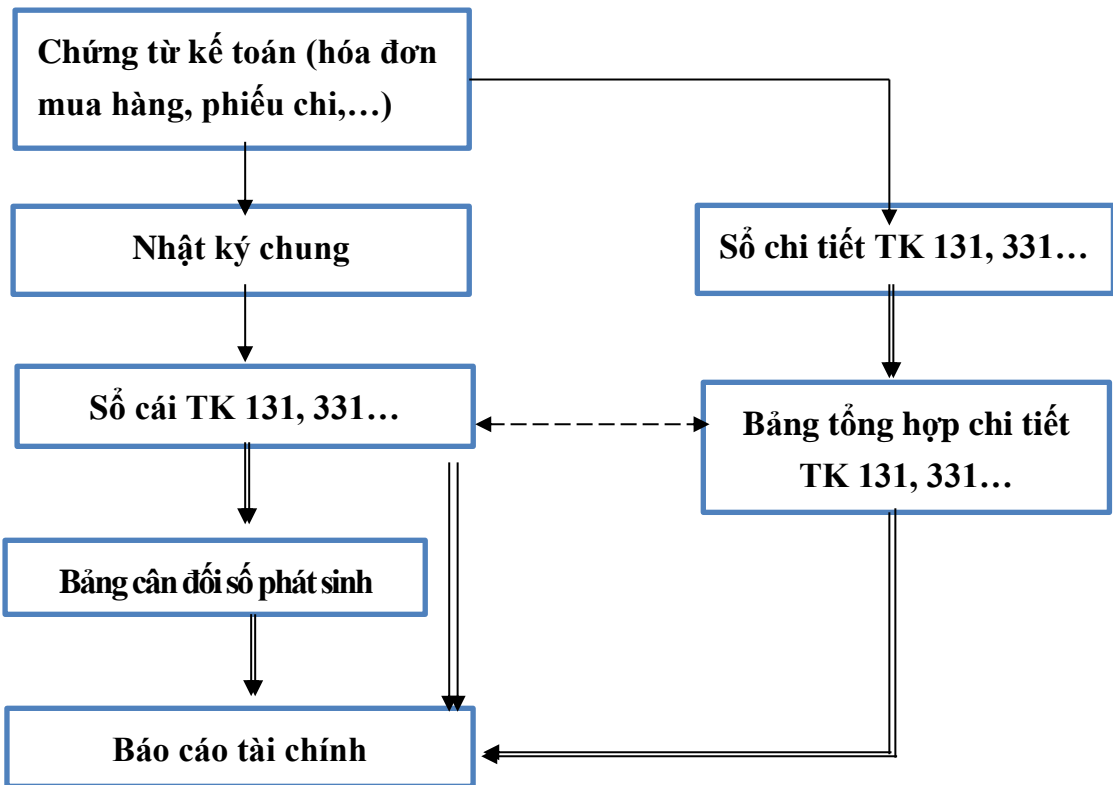 Chứng từ kế toán (hóa đơn
mua hàng, phiếu chi,…)
Nhật ký chung
Sổ chi tiết TK 131, 331…
Sổ cái TK 131, 331…
Bảng tổng hợp chi tiết
TK 131, 331…
Bảng cân đối số phát sinh
Báo cáo tài chính